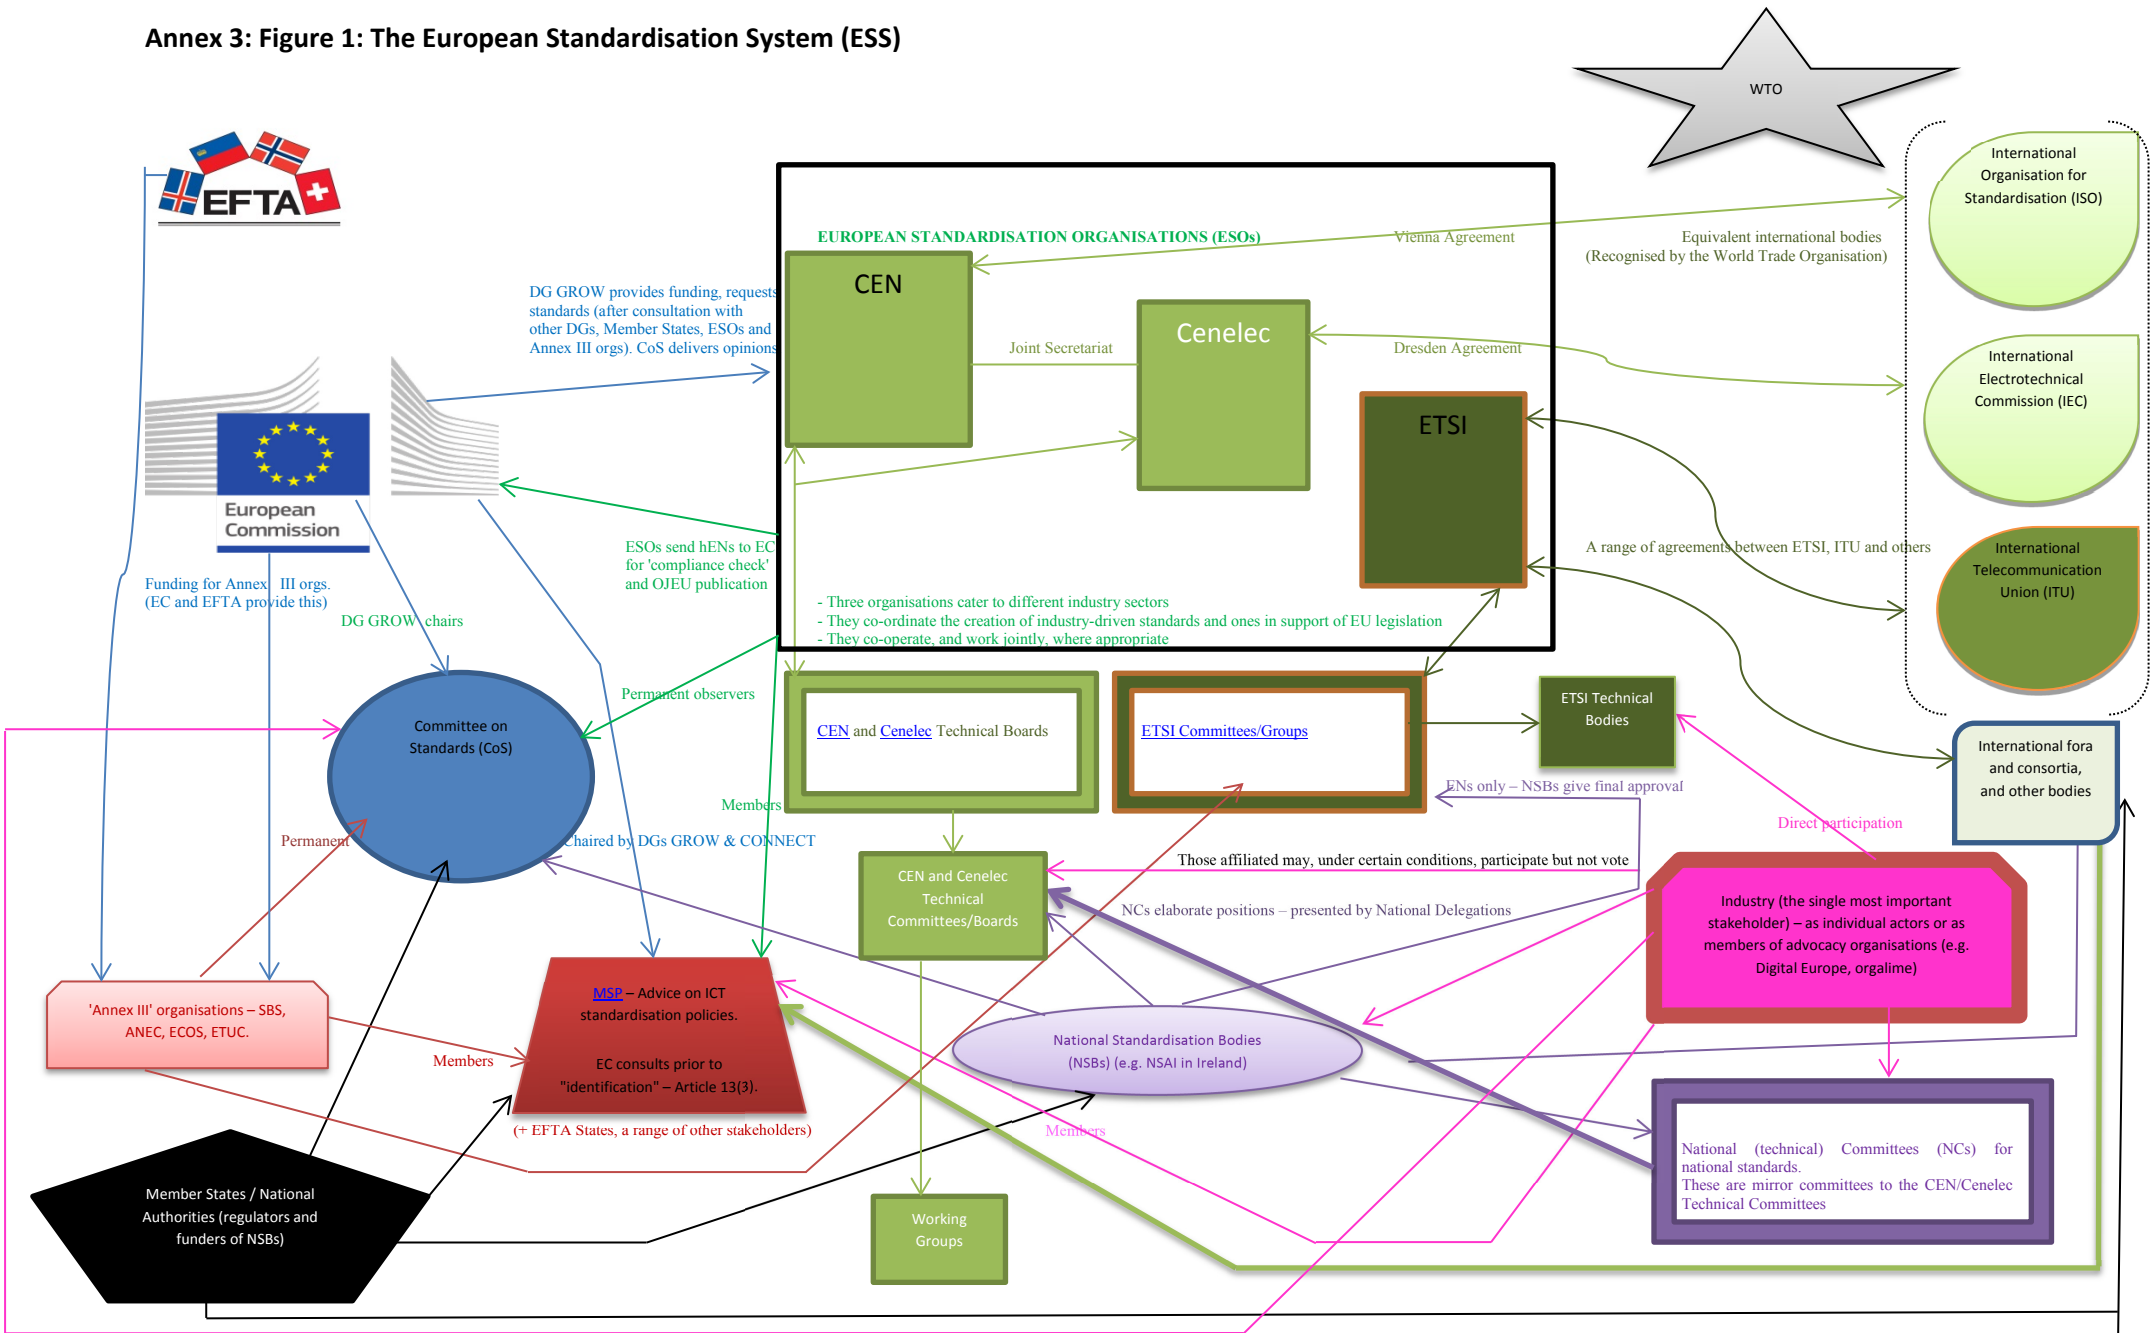 Annex 3: Figure 1: The European Standardisation System (ESS)
WTO
EFTA
International
Organisation for
Standardisation (ISO)
EUROPEAN STANDARDISATION ORGANISATIONS (ESOs)
Vienna Agreement
Equivalent international bodies
(Recognised by the World Trade Organisation)
CEN
DG GROW provides funding, requests
standards (after consultation with
other DGs, Member States, ESOs and
Annex III orgs). CoS delivers opinions
Cenelec
Joint Secretariat
Dresden Agreement
International
Electrotechnical
Commission (IEC)
ETSI
European
Commission
ESOs send hENs to EC
for 'compliance check'
and OJEU publication
A range of agreements between ETSI, ITU and others
International
Telecommunication
Union (ITU)
Funding for Annex III orgs.
(EC and EFTA provide this)
DG GROW chairs
- Three organisations cater to different industry sectors
- They co-ordinate the creation of industry-driven standards and ones in support of EU legislation
- They co-operate, and work jointly, where appropriate
Permanent observers
Committee on
Standards (CoS)
CEN and Cenelec Technical Boards
ETSI Committees/Groups
ETSI Technical
Bodies
International fora
and consortia,
and other bodies
ENs only – NSBs give final approval
Members
Direct participation
Permanent
Chaired by DGs GROW & CONNECT
Those affiliated may, under certain conditions, participate but not vote
CEN and Cenelec
Technical
Committees/Boards
NCs elaborate positions – presented by National Delegations
Industry (the single most important
stakeholder) – as individual actors or as
members of advocacy organisations (e.g.
Digital Europe, orgalime)
'Annex III' organisations – SBS,
ANEC, ECOS, ETUC.
MSP – Advice on ICT
standardisation policies.
EC consults prior to
"identification" – Article 13(3).
Members
National Standardisation Bodies
(NSBs) (e.g. NSAI in Ireland)
(+ EFTA States, a range of other stakeholders)
Members
National (technical) Committees (NCs) for
national standards.
These are mirror committees to the CEN/Cenelec
Technical Committees
Member States / National
Authorities (regulators and
funders of NSBs)
Working
Groups